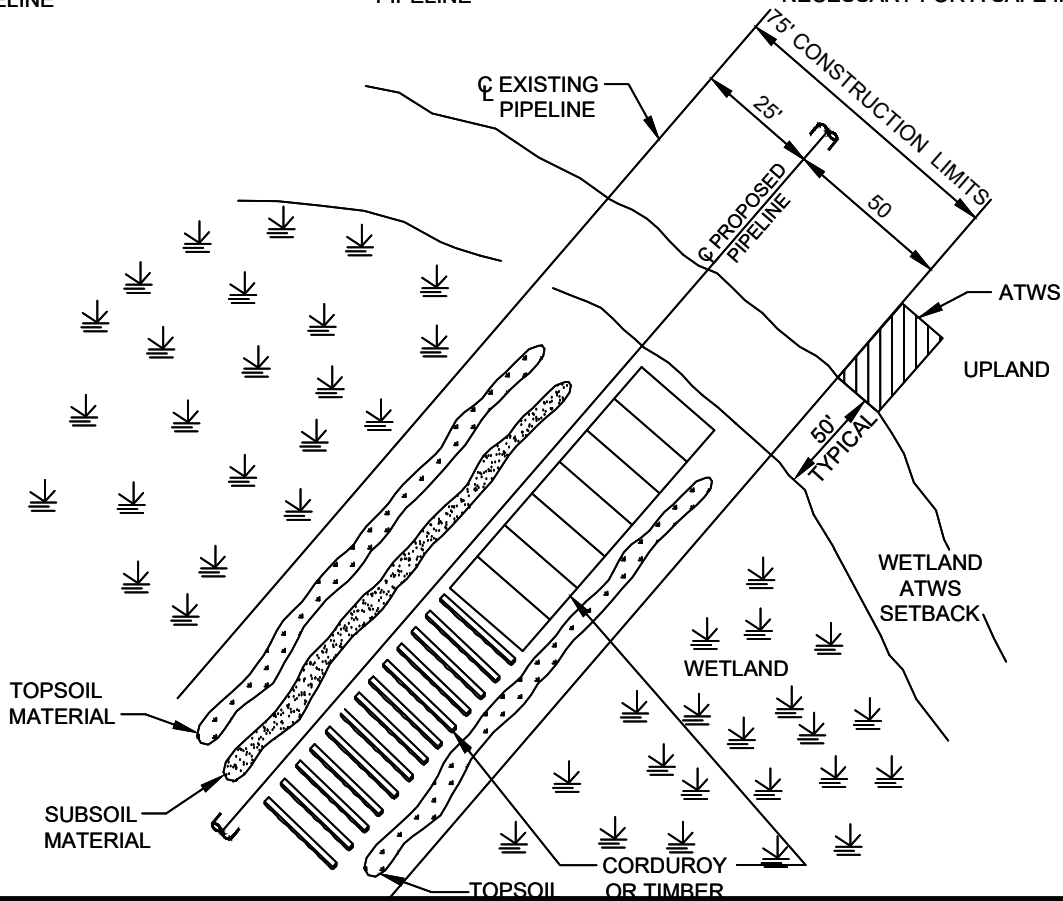 PIPELINE
75' CONSTRUCTION LIMITS
℄ EXISTING
PIPELINE
25'
℄ PROPOSED
PIPELINE
50
ATWS
UPLAND
50'
TYPICAL
WETLAND
ATWS
SETBACK
WETLAND
TOPSOIL
MATERIAL
SUBSOIL
MATERIAL
CORDUROY
OR TIMBER
TOPSOIL